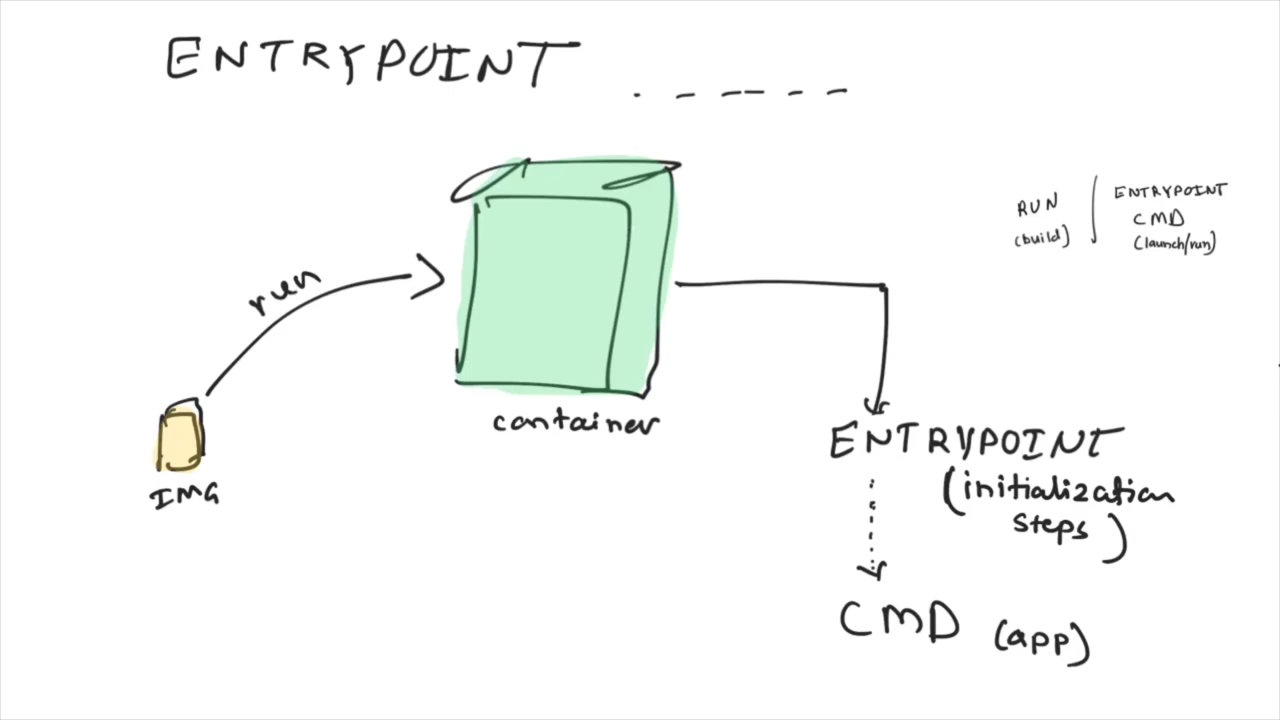 ENTRYPOINT
RUN
(build)
ENTRYPOINT
CMD
(launch/run)
run
container
IMG
ENTRYPOINT
(initialization
steps)
CMD (app)